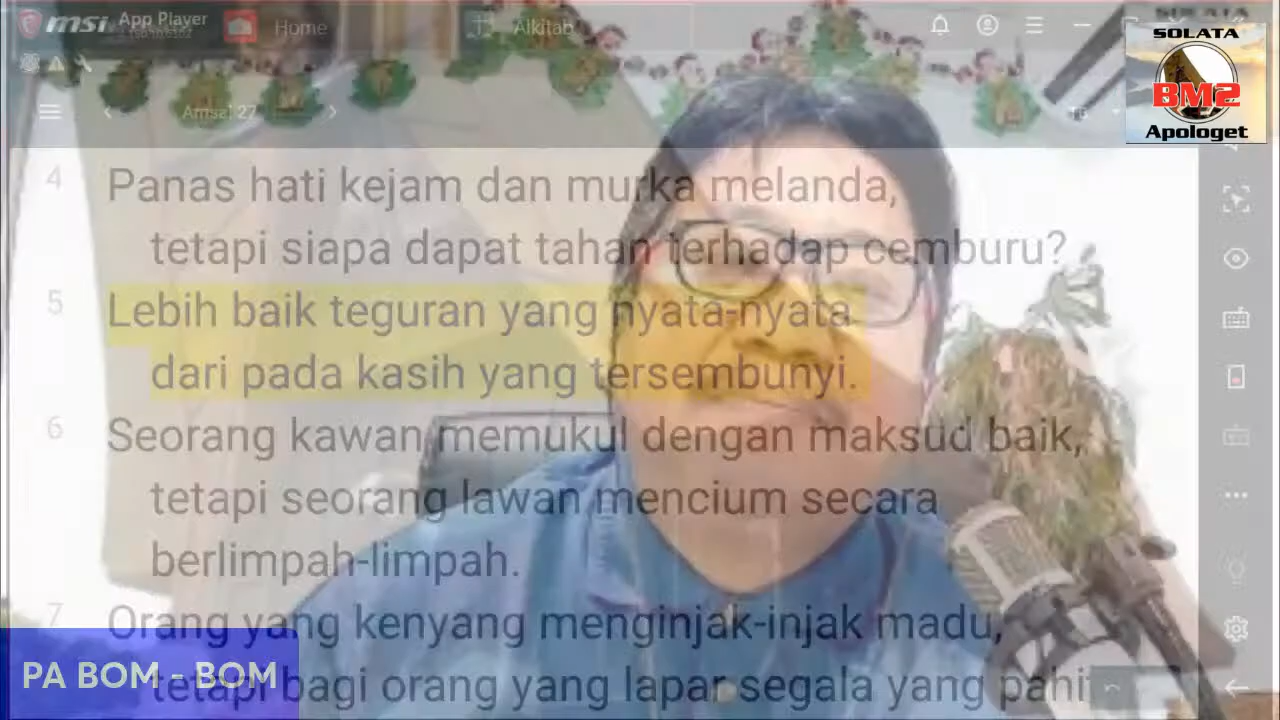 msi App Player
Home
Alkitab
SOLATA
BM2
Apologet
Amsal 27
TB
4 Panas hati kejam dan murka melanda,
tetapi siapa dapat tahan terhadap cemburu?
5 Lebih baik teguran yang nyata-nyata
dari pada kasih yang tersembunyi.
6 Seorang kawan memukul dengan maksud baik,
tetapi seorang lawan mencium secara
berlimpah-limpah.
7 Orang yang kenyang menginjak-injak madu,
tetapi bagi orang yang lapar segala yang pahit
PA BOM - BOM